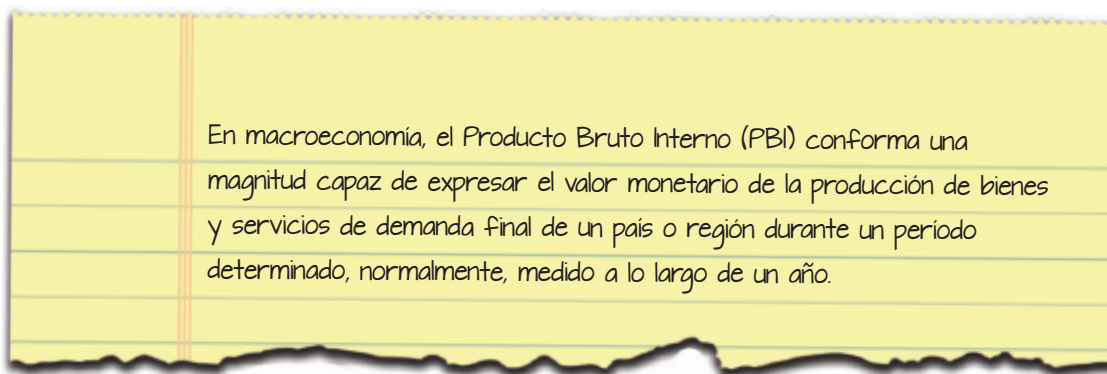 En macroeconomía, el Producto Bruto Interno (PBI) conforma una
magnitud capaz de expresar el valor monetario de la producción de bienes
y servicios de demanda final de un país o región durante un período
determinado, normalmente, medido a lo largo de un año.